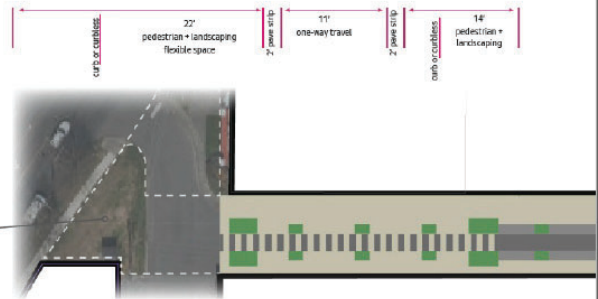 22'
pedestrian + landscaping
flexible space
curb or curbless
2' pave strip
11'
one-way travel
2' pave strip
curb or curbless
14'
pedestrian +
landscaping